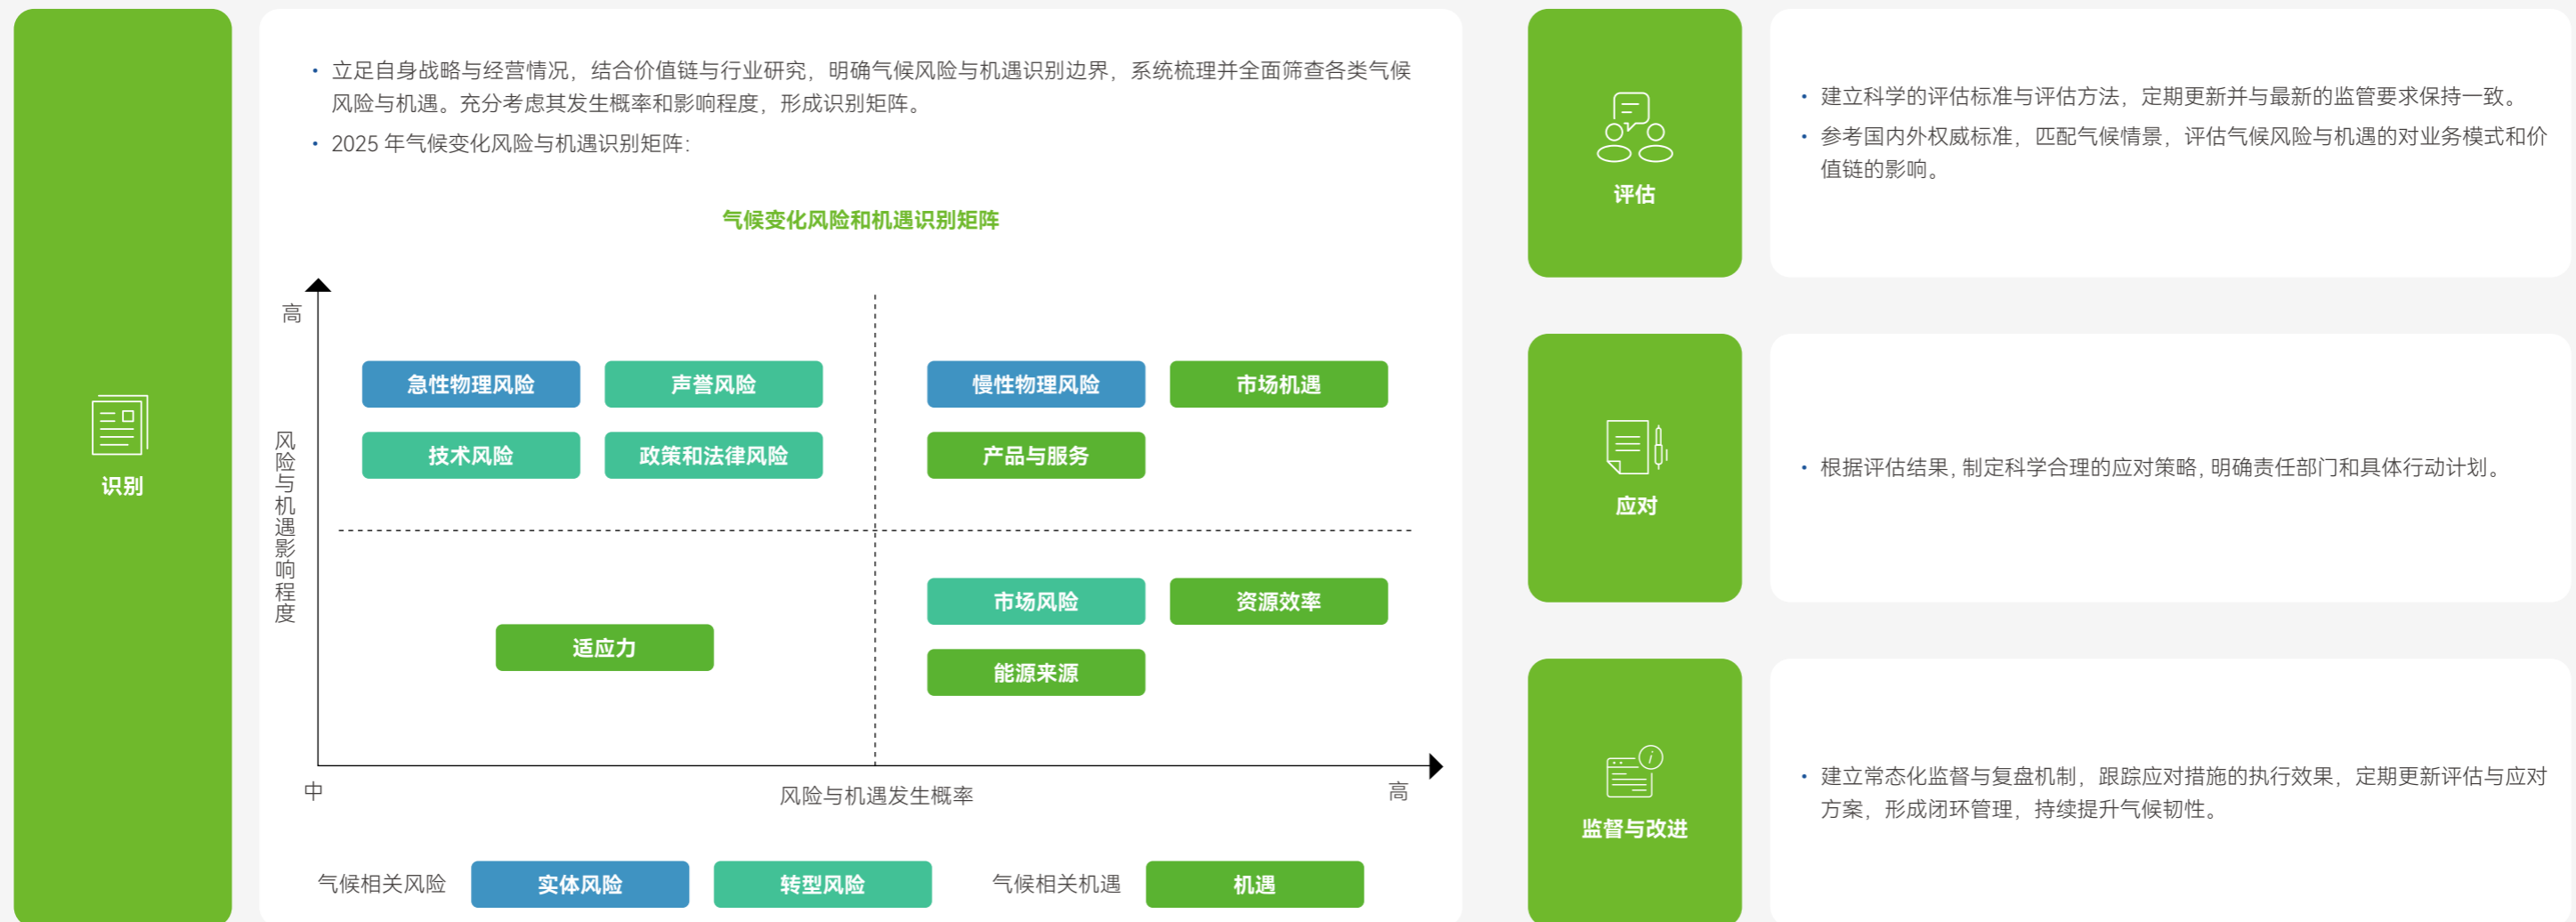 识别
• 立足自身战略与经营情况，结合价值链与行业研究，明确气候风险与机遇识别边界，系统梳理并全面筛查各类气候
风险与机遇。充分考虑其发生概率和影响程度，形成识别矩阵。
• 2025 年气候变化风险与机遇识别矩阵：
气候变化风险和机遇识别矩阵
高
风险与机遇影响程度
急性物理风险
声誉风险
慢性物理风险
市场机遇
技术风险
政策和法律风险
产品与服务
市场风险
资源效率
适应力
能源来源
中
风险与机遇发生概率
高
气候相关风险
实体风险
转型风险
气候相关机遇
机遇
评估
• 建立科学的评估标准与评估方法，定期更新并与最新的监管要求保持一致。
• 参考国内外权威标准，匹配气候情景，评估气候风险与机遇的对业务模式和价
值链的影响。
应对
• 根据评估结果，制定科学合理的应对策略，明确责任部门和具体行动计划。
监督与改进
• 建立常态化监督与复盘机制，跟踪应对措施的执行效果，定期更新评估与应对
方案，形成闭环管理，持续提升气候韧性。